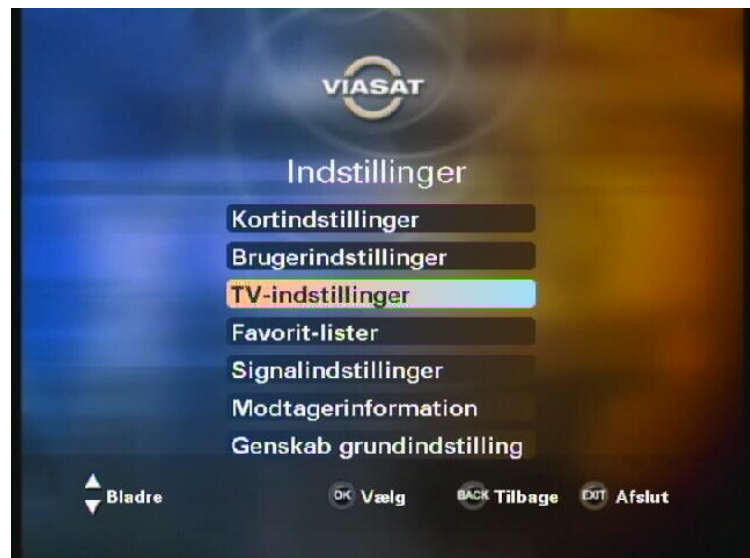 VIASAT
Indstillinger
Kortindstillinger
Brugerindstillinger
TV-indstillinger
Favorit-lister
Signalindstillinger
Modtagerinformation
Genskab grundindstilling
Bladre OK Vælg BACK Tilbage EXIT Afslut